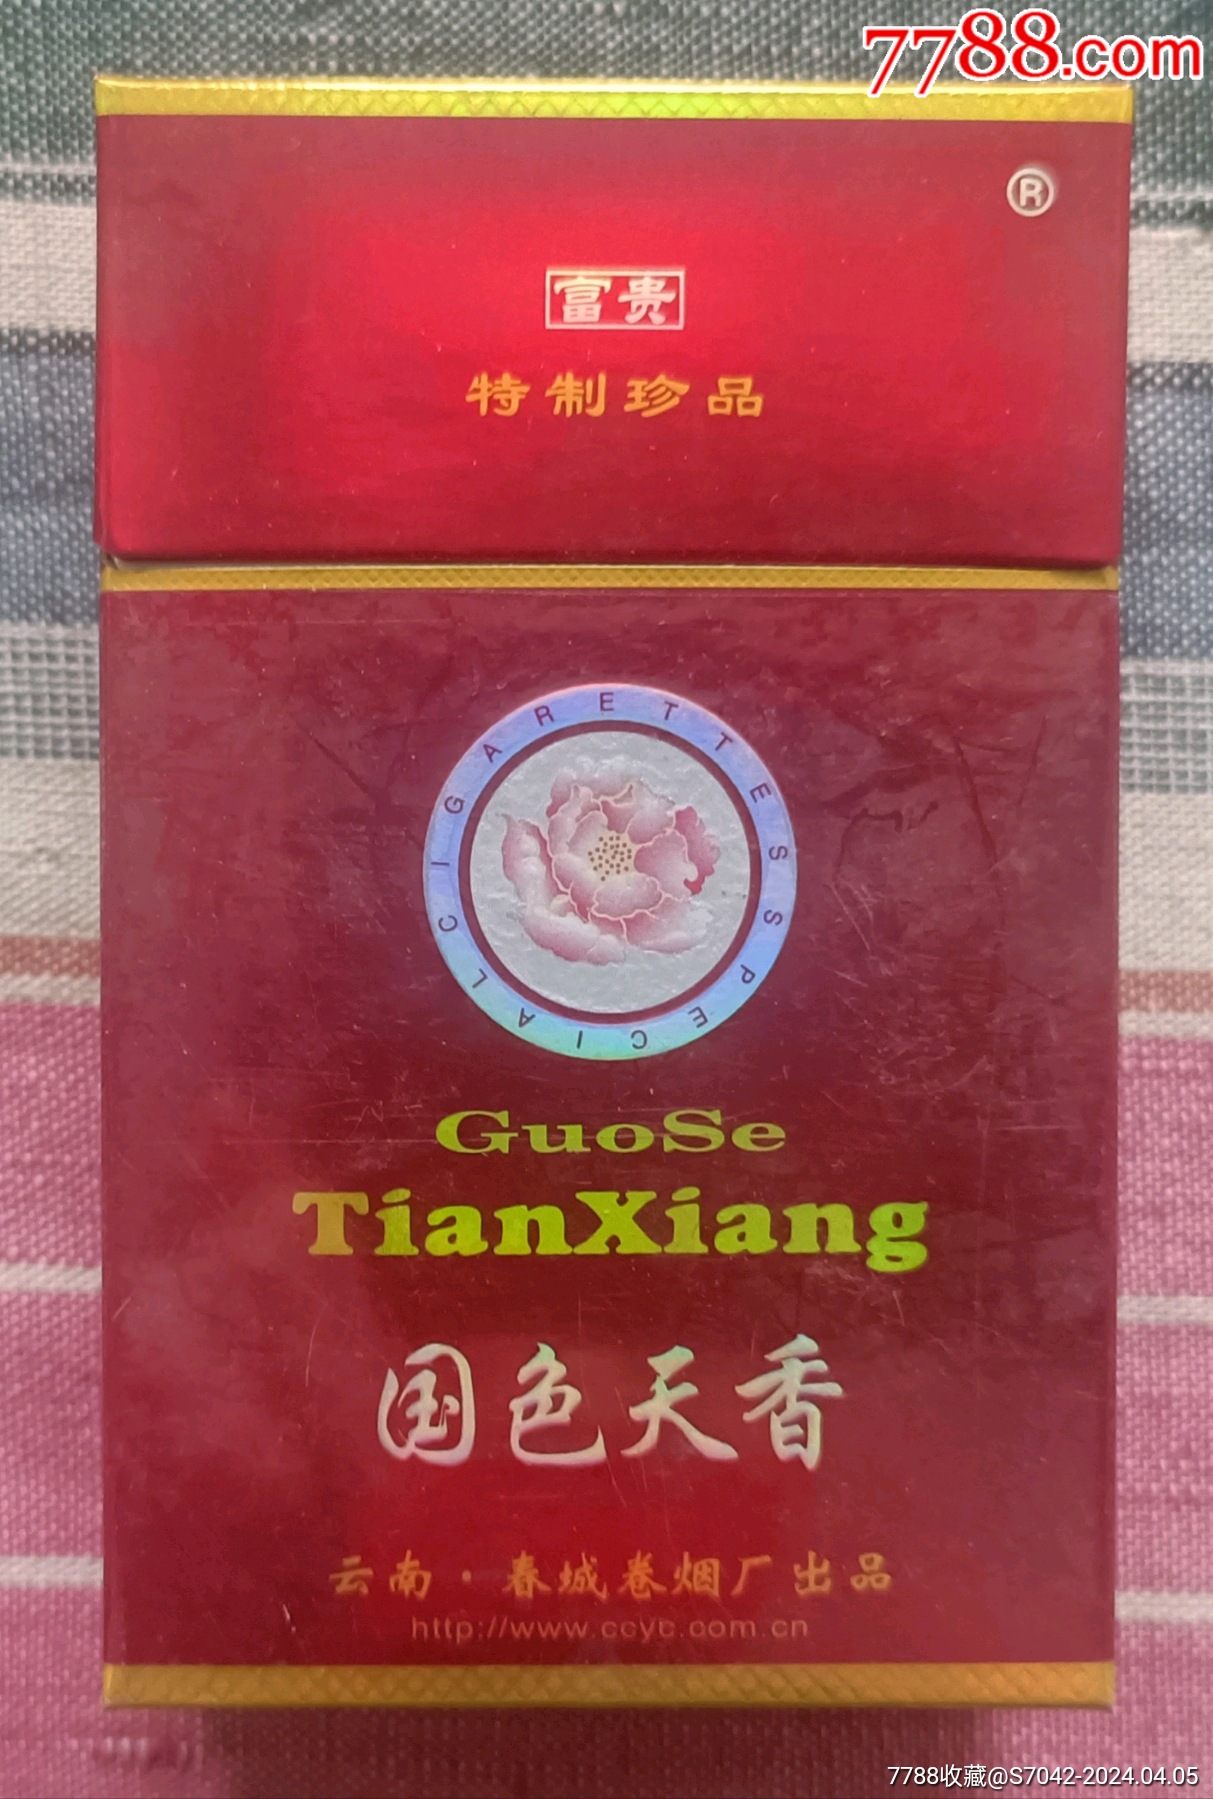 7788.com
®
富贵
特制珍品
CIGARETTES SPECIAL
GuoSe
TianXiang
国色天香
云南·春城卷烟厂出品
http://www.ccyc.com.cn
7788收藏@S7042-2024.04.05